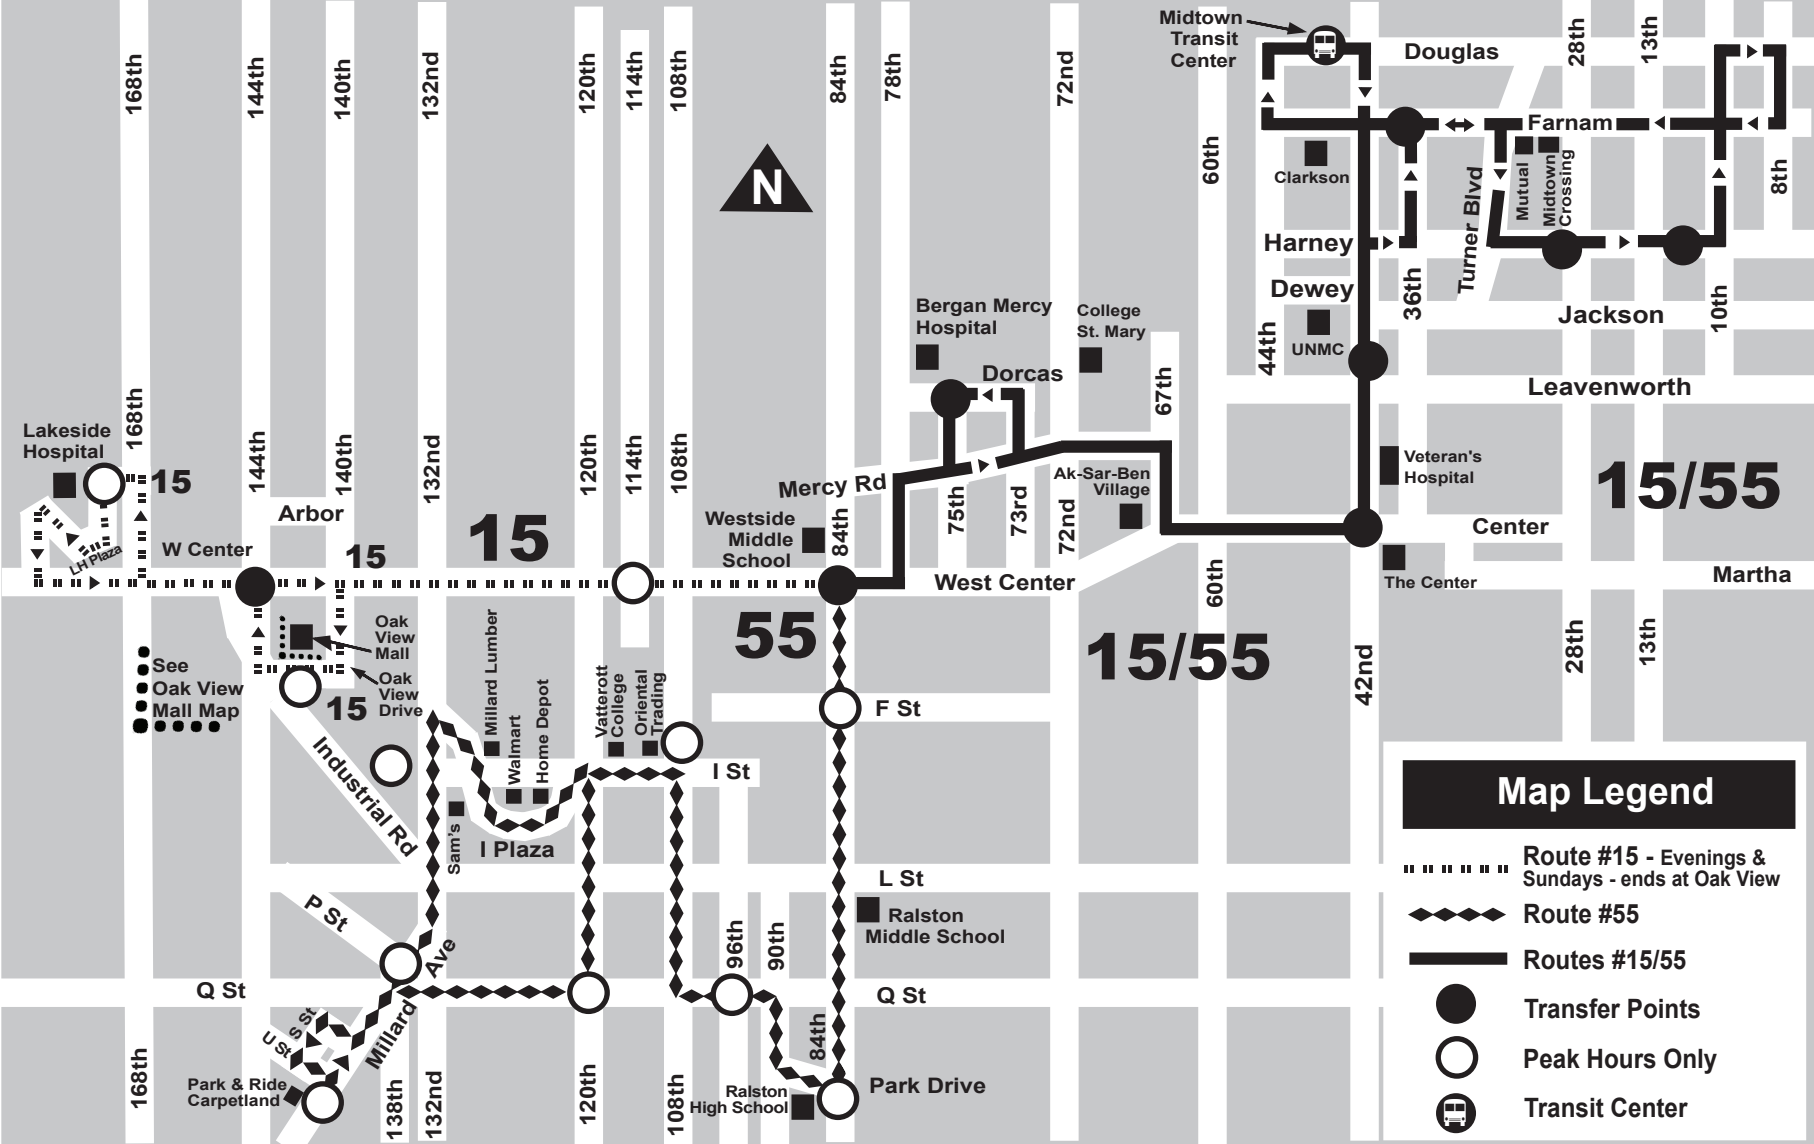 Midtown
Transit
Center
Douglas
28th
13th
168th
144th
140th
132nd
120th
114th
108th
84th
78th
72nd
60th
Farnam
Clarkson
Mutual
Midtown
Crossing
8th
N
Turner Blvd
Harney
Dewey
36th
Jackson
10th
UNMC
44th
Leavenworth
Bergan Mercy
Hospital
College
St. Mary
Dorcas
67th
Lakeside
Hospital
168th
144th
140th
132nd
120th
114th
108th
15
Arbor
W Center
LH Plaza
15
15
Westside
Middle
School
84th
Mercy Rd
75th
73rd
72nd
Ak-Sar-Ben
Village
Veteran's
Hospital
15/55
Center
The Center
Martha
West Center
60th
55
15/55
42nd
28th
13th
Oak
View
Mall
Oak
View
Drive
15
See
Oak View
Mall Map
Industrial Rd
Millard Lumber
Walmart
Home Depot
Vatterott
College
Oriental
Trading
F St
I St
Sam's
I Plaza
L St
P St
Ave
Ralston
Middle School
96th
90th
Q St
Q St
S St
U St
Millard
Park & Ride
Carpetland
168th
138th
132nd
120th
108th
84th
Ralston
High School
Park Drive
Map Legend
Route #15 - Evenings &
Sundays - ends at Oak View
Route #55
Routes #15/55
Transfer Points
Peak Hours Only
Transit Center